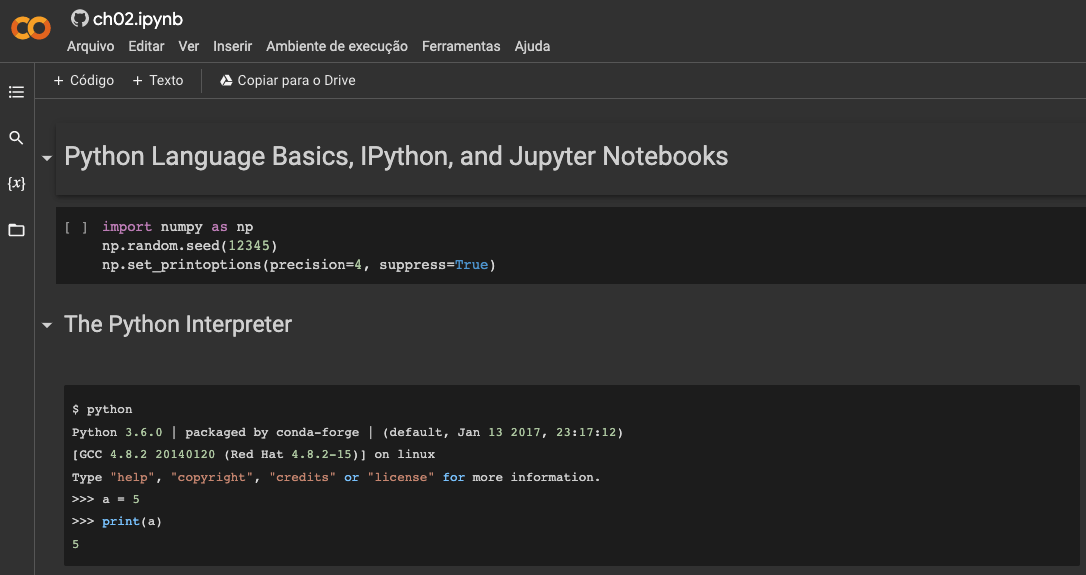 ch02.ipynb
Arquivo Editar Ver Inserir Ambiente de execução Ferramentas Ajuda
+ Código + Texto Copiar para o Drive
Python Language Basics, IPython, and Jupyter Notebooks
{x}
[ ] import numpy as np
np.random.seed(12345)
np.set_printoptions(precision=4, suppress=True)
The Python Interpreter
$ python
Python 3.6.0 | packaged by conda-forge | (default, Jan 13 2017, 23:17:12)
[GCC 4.8.2 20140120 (Red Hat 4.8.2-15)] on linux
Type "help", "copyright", "credits" or "license" for more information.
>>> a = 5
>>> print(a)
5